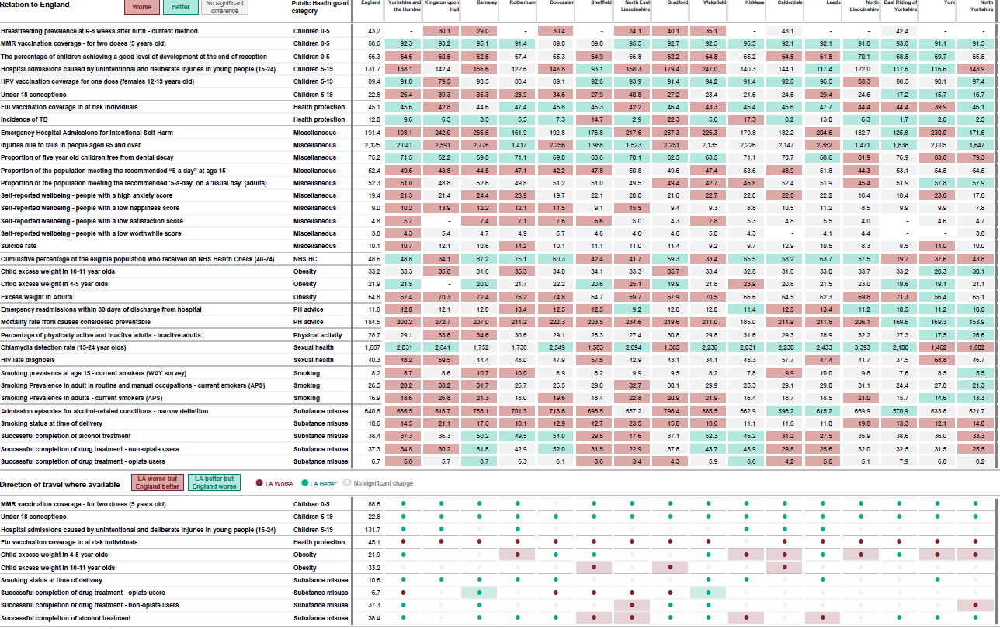 Relation to England Worse Better No significant difference Public Health grant category England Yorkshire and the Humber Kingston upon Hull Barnsley Rotherham Doncaster Sheffield North East Lincolnshire Bradford Wakefield Kirklees Calderdale Leeds North Lincolnshire East Riding of Yorkshire York North Yorkshire
Breastfeeding prevalence at 6-8 weeks after birth - current method Children 0-5 43.2 - 30.1 29.0 - 30.4 - 24.1 40.1 35.1 - 43.1 - - 42.4 - -
MMR vaccination coverage - for two doses (5 years old) Children 0-5 88.6 92.3 93.2 95.1 91.4 89.0 89.0 95.5 92.7 92.5 96.5 92.1 92.1 91.8 93.8 91.1 91.5
The percentage of children achieving a good level of development at the end of reception Children 0-5 66.3 64.6 60.5 62.5 67.4 65.3 64.9 66.8 62.2 64.8 65.2 64.5 61.8 70.1 68.5 69.7 66.5
Hospital admissions caused by unintentional and deliberate injuries in young people (15-24) Children 5-19 131.7 138.1 142.4 166.6 122.6 148.8 93.1 158.3 179.4 247.0 144.1 128.5 117.4 122.0 117.6 116.6 143.9
HPV vaccination coverage for one dose (females 12-13 years old) Children 5-19 89.4 91.8 79.5 90.5 88.4 89.1 92.6 93.9 91.4 94.2 91.4 92.6 96.5 83.3 88.5 90.1 97.4
Under 18 conceptions Children 5-19 22.8 26.4 39.3 36.3 28.9 34.6 27.9 40.8 27.2 23.4 21.6 24.5 29.4 24.5 17.2 15.7 16.7
Flu vaccination coverage in at risk individuals Health protection 45.1 45.6 42.8 44.6 47.4 46.8 46.3 42.2 46.4 43.3 46.4 46.6 47.7 44.4 44.4 39.9 46.1
Incidence of TB Health protection 12.0 9.6 6.5 3.5 5.5 7.3 14.7 2.9 22.3 5.6 17.3 8.2 13.0 6.3 1.7 2.6 2.5
Emergency Hospital Admissions for Intentional Self-Harm Miscellaneous 191.4 198.1 242.0 266.6 161.9 192.8 176.8 217.6 257.3 226.3 179.8 182.2 204.6 182.7 125.8 230.0 171.6
Injuries due to falls in people aged 65 and over Miscellaneous 2,125 2,041 2,591 2,776 1,417 2,256 1,988 1,523 2,251 2,135 2,226 2,147 2,382 1,471 1,838 2,005 1,647
Proportion of five year old children free from dental decay Miscellaneous 75.2 71.5 62.2 69.8 71.1 69.0 68.6 70.1 62.5 63.5 71.1 70.7 68.6 81.9 76.9 83.6 79.3
Proportion of the population meeting the recommended “5-a-day” at age 15 Miscellaneous 52.4 49.6 43.8 44.5 47.1 42.2 47.8 50.8 49.6 47.4 53.6 48.9 51.8 44.3 53.1 54.5 54.5
Proportion of the population meeting the recommended '5-a-day' on a 'usual day' (adults) Miscellaneous 52.3 51.0 48.8 52.6 49.8 51.2 51.0 49.5 49.4 42.7 46.8 52.4 51.9 45.4 51.9 57.8 57.9
Self-reported wellbeing - people with a high anxiety score Miscellaneous 19.4 21.3 21.4 24.4 23.9 19.7 22.1 20.0 21.6 22.7 22.0 22.8 22.2 18.4 18.4 23.6 17.8
Self-reported wellbeing - people with a low happiness score Miscellaneous 9.0 10.2 13.9 12.2 12.1 11.5 9.1 15.5 9.4 9.3 8.8 10.5 11.2 8.5 9.9 9.9 7.8
Self-reported wellbeing - people with a low satisfaction score Miscellaneous 4.8 5.7 - 7.4 7.1 7.6 6.6 5.0 4.3 7.8 5.3 4.8 5.5 4.0 - 4.6 4.7
Self-reported wellbeing - people with a low worthwhile score Miscellaneous 3.8 4.3 5.4 4.7 4.9 5.7 4.6 4.8 4.6 5.0 4.3 - 4.1 4.4 - - 3.8
Suicide rate Miscellaneous 10.1 10.7 12.1 10.6 14.2 11.1 11.0 11.4 9.2 9.7 9.7 12.9 10.5 8.3 8.5 14.0 10.0
Cumulative percentage of the eligible population who received an NHS Health Check (40-74) NHS HC 48.6 48.8 34.1 87.2 75.1 60.3 42.4 41.7 59.3 33.4 55.5 58.2 63.7 57.5 19.7 37.6 43.8
Child excess weight in 10-11 year olds Obesity 33.2 33.3 35.8 31.6 35.3 34.0 34.1 33.3 35.7 33.4 32.8 31.8 33.0 33.7 33.2 28.3 30.1
Child excess weight in 4-5 year olds Obesity 21.9 21.5 - 20.0 21.7 22.2 20.6 25.1 19.9 21.8 23.9 20.8 21.5 23.0 19.6 19.1 21.1
Excess weight in Adults Obesity 64.8 67.4 70.3 72.4 76.2 74.8 64.7 69.7 67.9 70.5 66.6 64.5 62.3 69.8 71.3 56.4 65.1
Emergency readmissions within 30 days of discharge from hospital PH advice 11.8 12.0 12.1 12.0 13.4 12.5 12.5 9.2 12.0 12.0 11.4 12.8 13.4 11.2 10.5 11.2 10.8
Mortality rate from causes considered preventable PH advice 184.5 200.2 272.7 207.0 211.2 222.3 203.5 234.6 219.6 211.0 185.0 211.9 211.8 206.1 169.6 169.3 153.9
Percentage of physically active and inactive adults - inactive adults Physical activity 28.7 29.1 33.8 34.6 30.6 29.1 28.3 27.4 30.8 29.8 31.6 29.3 28.9 32.2 27.3 17.5 26.6
Chlamydia detection rate (15-24 year olds) Sexual health 1,887 2,031 2,841 1,752 1,738 2,549 1,583 2,694 1,385 2,236 2,031 2,230 2,433 3,393 2,100 1,462 1,602
HIV late diagnosis Sexual health 40.3 48.2 59.5 44.4 48.0 47.9 57.5 42.9 43.1 34.1 48.3 57.7 47.4 41.7 37.5 68.8 46.7
Smoking prevalence at age 15 - current smokers (WAY survey) Smoking 8.2 8.7 8.6 10.7 10.0 8.9 8.2 9.9 9.5 8.2 7.8 9.9 10.0 9.8 7.6 8.5 5.5
Smoking Prevalence in adult in routine and manual occupations - current smokers (APS) Smoking 26.5 28.2 33.2 31.7 26.7 26.5 29.0 32.7 30.1 29.9 25.3 29.1 29.0 31.1 24.4 27.8 21.3
Smoking Prevalence in adults - current smokers (APS) Smoking 16.9 18.6 26.8 21.3 18.0 19.6 18.4 22.8 20.9 21.9 16.4 18.7 18.5 21.0 15.7 14.6 13.3
Admission episodes for alcohol-related conditions - narrow definition Substance misuse 640.8 686.5 818.7 756.1 701.3 713.6 698.5 657.2 796.4 885.5 662.9 596.2 615.2 669.9 570.9 633.8 621.7
Smoking status at time of delivery Substance misuse 10.6 14.5 21.1 17.6 18.1 12.9 12.7 23.5 15.0 18.6 11.1 11.6 11.0 19.8 13.3 12.1 14.0
Successful completion of alcohol treatment Substance misuse 38.4 37.3 36.3 50.2 49.5 54.0 31.5 17.6 37.1 52.3 46.2 31.2 27.5 35.9 38.6 36.0 33.3
Successful completion of drug treatment - non-opiate users Substance misuse 37.3 34.8 30.2 51.8 42.9 52.0 31.5 22.9 37.8 43.7 48.9 29.8 25.6 32.0 32.5 31.5 25.5
Successful completion of drug treatment - opiate users Substance misuse 6.7 5.8 5.7 8.7 6.3 6.1 3.6 3.4 4.3 5.9 8.6 4.2 5.6 5.1 7.9 6.8 8.2
Direction of travel where available LA worse but England better LA better but England worse LA Worse LA Better No significant change
MMR vaccination coverage - for two doses (5 years old) Children 0-5 88.6
Under 18 conceptions Children 5-19 22.8
Hospital admissions caused by unintentional and deliberate injuries in young people (15-24) Children 5-19 131.7
Flu vaccination coverage in at risk individuals Health protection 45.1
Child excess weight in 4-5 year olds Obesity 21.9
Child excess weight in 10-11 year olds Obesity 33.2
Smoking status at time of delivery Substance misuse 10.6
Successful completion of drug treatment - opiate users Substance misuse 6.7
Successful completion of drug treatment - non-opiate users Substance misuse 37.3
Successful completion of alcohol treatment Substance misuse 38.4